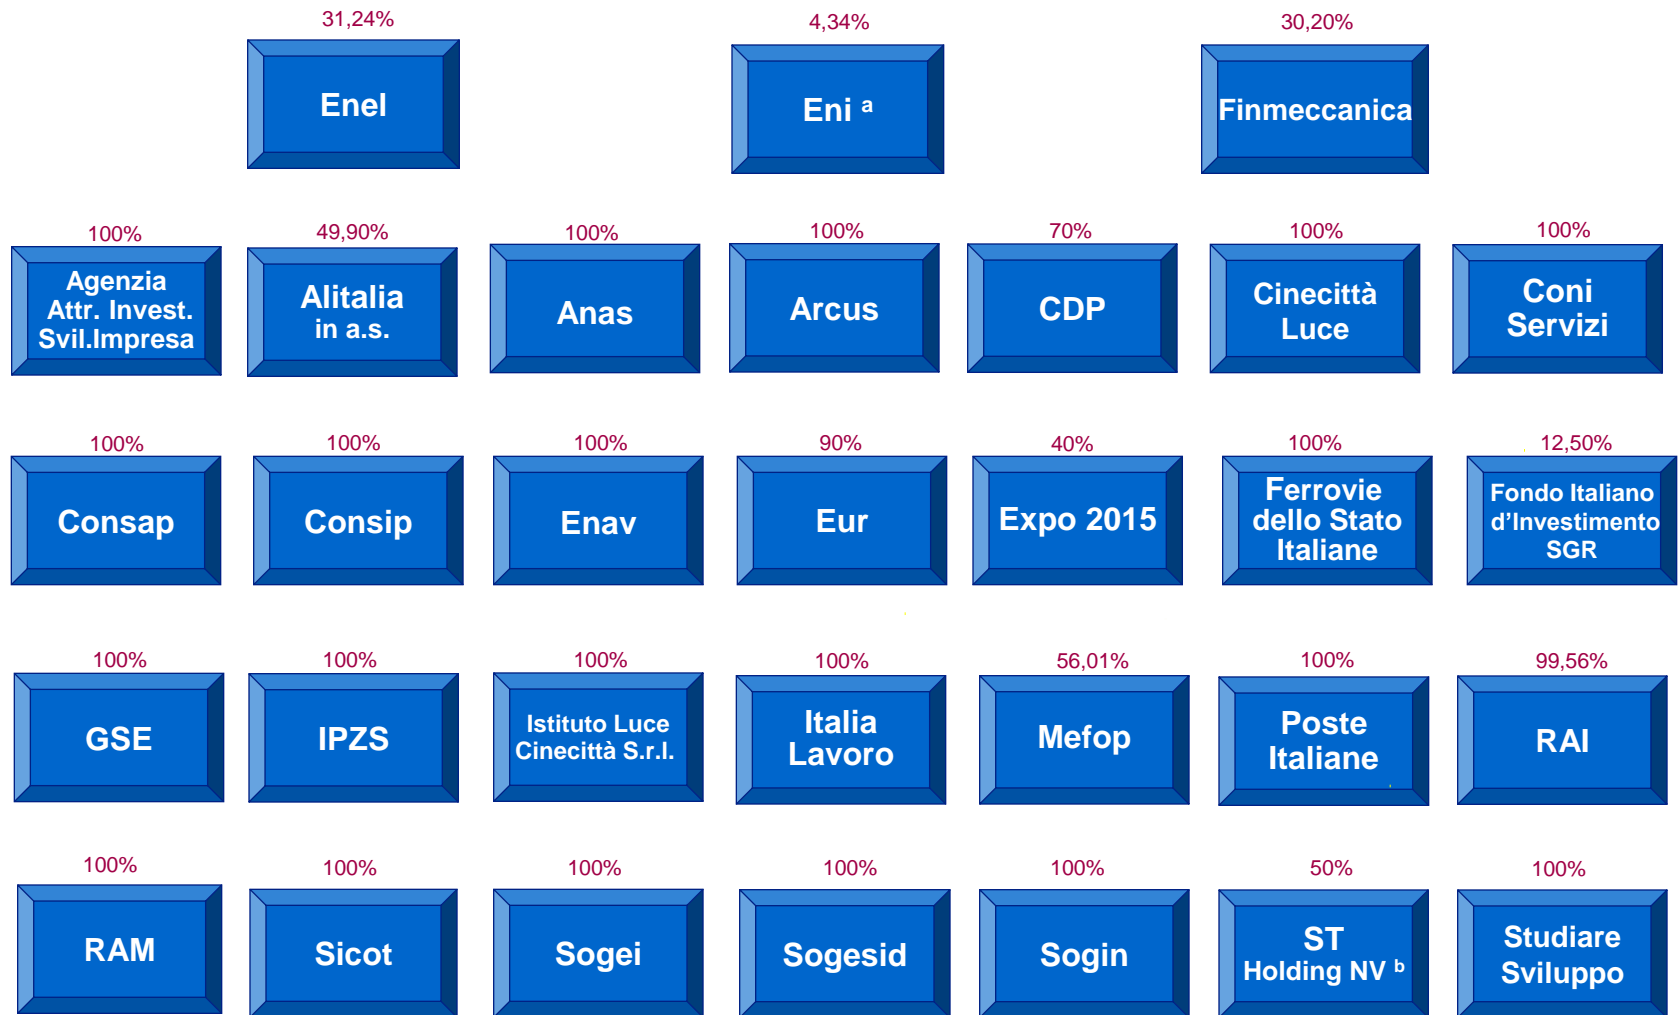 31,24%
4,34%
30,20%
Enel
Eni a
Finmeccanica
100%
49,90%
100%
100%
70%
100%
100%
Agenzia
Attr. Invest.
Svil.Impresa
Alitalia
in a.s.
Anas
Arcus
CDP
Cinecittà
Luce
Coni
Servizi
100%
100%
100%
90%
40%
100%
12,50%
Consap
Consip
Enav
Eur
Expo 2015
Ferrovie
dello Stato
Italiane
Fondo Italiano
d'Investimento
SGR
100%
100%
100%
100%
56,01%
100%
99,56%
GSE
IPZS
Istituto Luce
Cinecittà S.r.l.
Italia
Lavoro
Mefop
Poste
Italiane
RAI
100%
100%
100%
100%
100%
50%
100%
RAM
Sicot
Sogei
Sogesid
Sogin
ST
Holding NV b
Studiare
Sviluppo